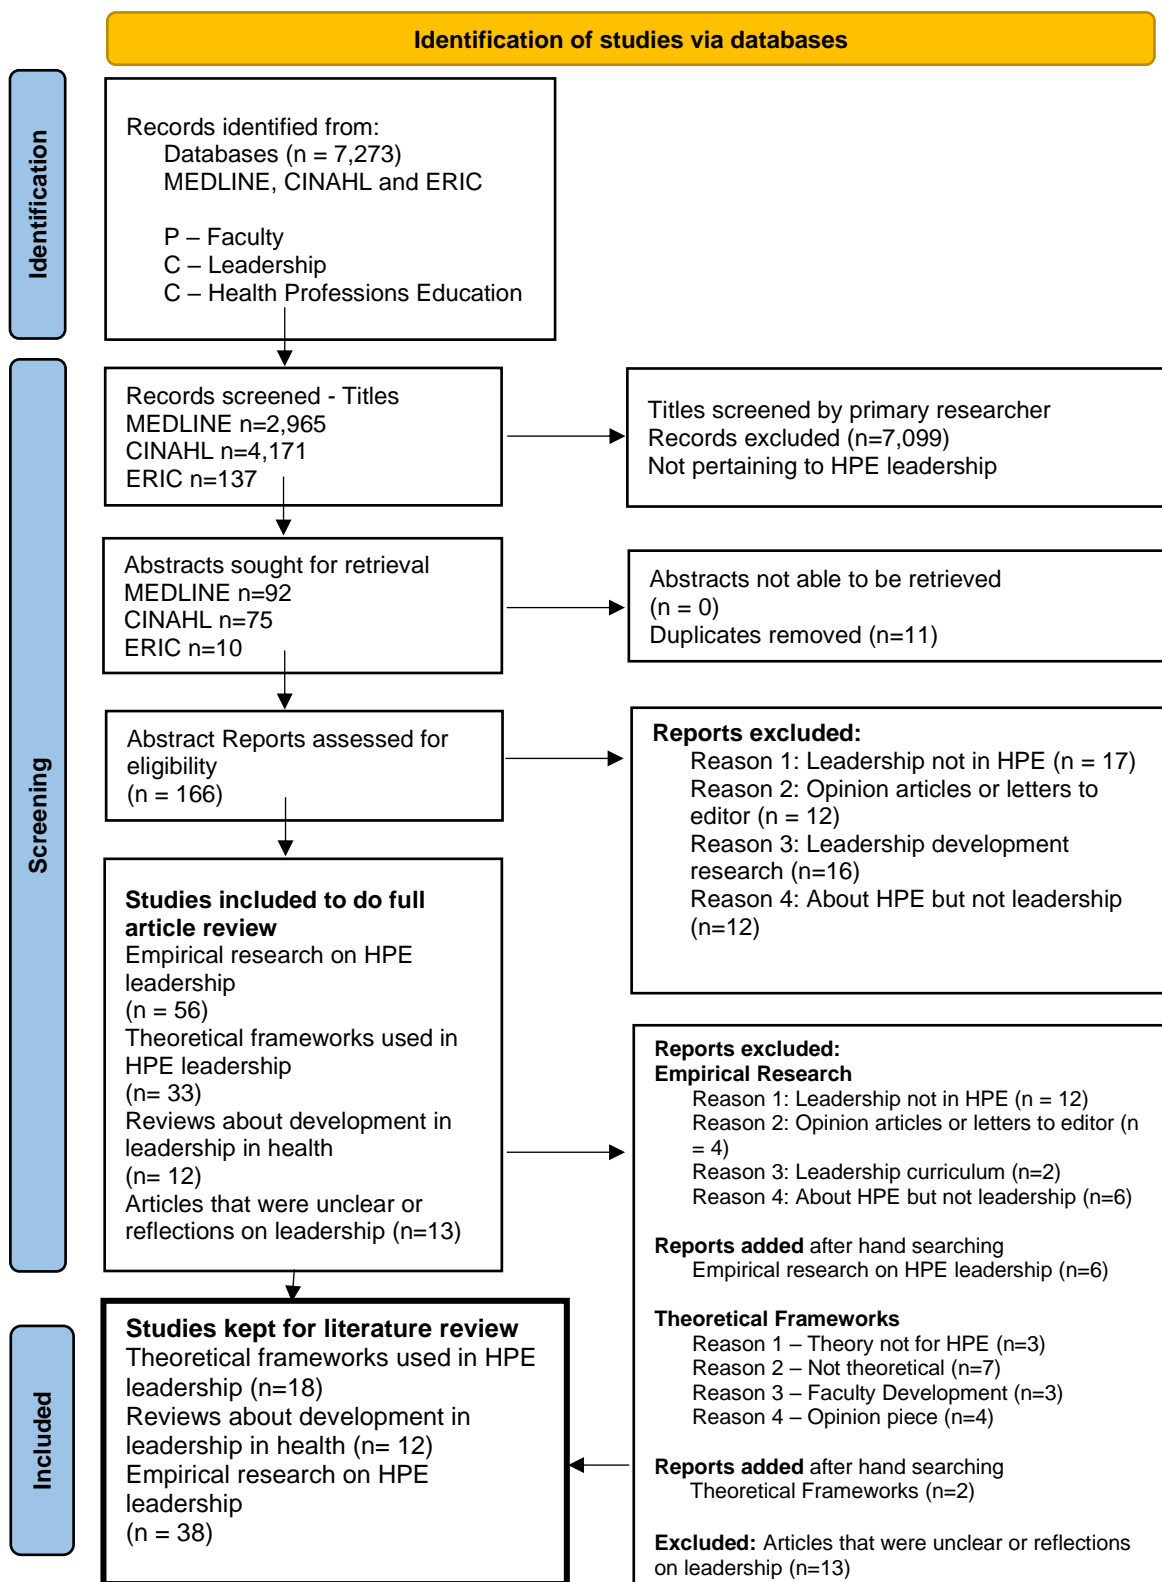 Identification of studies via databases
Identification
Records identified from:
Databases (n = 7,273)
MEDLINE, CINAHL and ERIC
P – Faculty
C – Leadership
C – Health Professions Education
Screening
Records screened - Titles
MEDLINE n=2,965
CINAHL n=4,171
ERIC n=137
Titles screened by primary researcher
Records excluded (n=7,099)
Not pertaining to HPE leadership
Abstracts sought for retrieval
MEDLINE n=92
CINAHL n=75
ERIC n=10
Abstracts not able to be retrieved
(n = 0)
Duplicates removed (n=11)
Abstract Reports assessed for
eligibility
(n = 166)
Reports excluded:
Reason 1: Leadership not in HPE (n = 17)
Reason 2: Opinion articles or letters to
editor (n = 12)
Reason 3: Leadership development
research (n=16)
Reason 4: About HPE but not leadership
(n=12)
Studies included to do full
article review
Empirical research on HPE
leadership
(n = 56)
Theoretical frameworks used in
HPE leadership
(n= 33)
Reviews about development in
leadership in health
(n = 12)
Articles that were unclear or
reflections on leadership (n=13)
Reports excluded:
Empirical Research
Reason 1: Leadership not in HPE (n = 12)
Reason 2: Opinion articles or letters to editor (n
= 4)
Reason 3: Leadership curriculum (n=2)
Reason 4: About HPE but not leadership (n=6)
Reports added after hand searching
Empirical research on HPE leadership (n=6)
Theoretical Frameworks
Reason 1 – Theory not for HPE (n=3)
Reason 2 – Not theoretical (n=7)
Reason 3 – Faculty Development (n=3)
Reason 4 – Opinion piece (n=4)
Reports added after hand searching
Theoretical Frameworks (n=2)
Excluded: Articles that were unclear or reflections
on leadership (n=13)
Included
Studies kept for literature review
Theoretical frameworks used in HPE
leadership (n=18)
Reviews about development in
leadership in health (n= 12)
Empirical research on HPE
leadership
(n = 38)